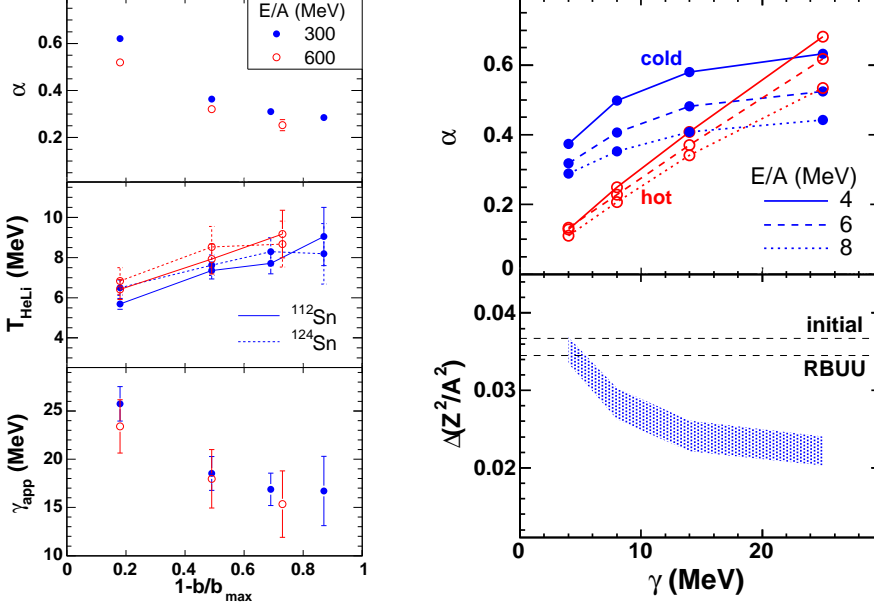 E/A (MeV)
300
600
α
0.6
0.4
0.2
T_HeLi (MeV)
10
8
6
4
¹¹²Sn
¹²⁴Sn
γ_app (MeV)
25
20
15
10
0
0.2
0.4
0.6
0.8
1
1-b/b_max
α
0.6
0.4
0.2
0
cold
hot
E/A (MeV)
4
6
8
Δ(Z²/A²)
0.04
0.03
0.02
initial
RBUU
0
10
20
γ (MeV)